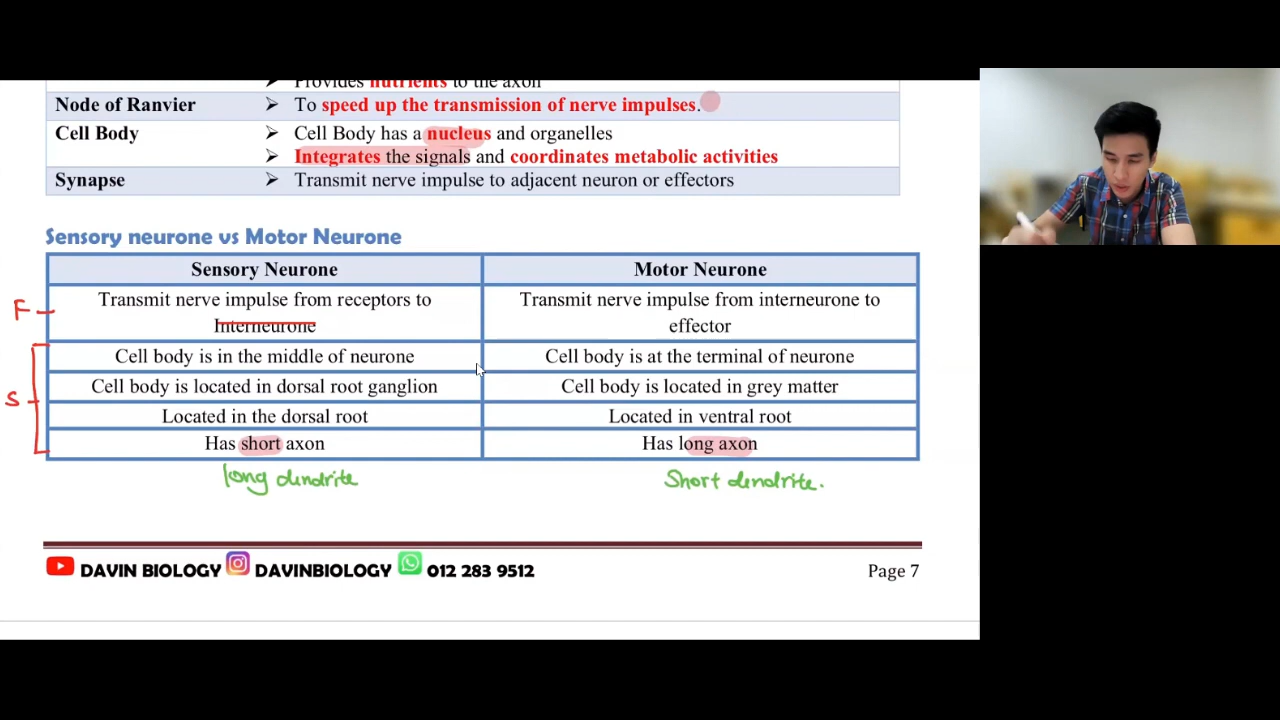 Provides nutrients to the axon
Node of Ranvier ➢ To speed up the transmission of nerve impulses.
Cell Body ➢ Cell Body has a nucleus and organelles
➢ Integrates the signals and coordinates metabolic activities
Synapse ➢ Transmit nerve impulse to adjacent neuron or effectors
Sensory neurone vs Motor Neurone
Sensory Neurone Motor Neurone
F Transmit nerve impulse from receptors to Transmit nerve impulse from interneurone to
Interneurone effector
Cell body is in the middle of neurone Cell body is at the terminal of neurone
S Cell body is located in dorsal root ganglion Cell body is located in grey matter
Located in the dorsal root Located in ventral root
Has short axon Has long axon
long dendrite Short dendrite.
DAVIN BIOLOGY DAVINBIOLOGY 012 283 9512 Page 7